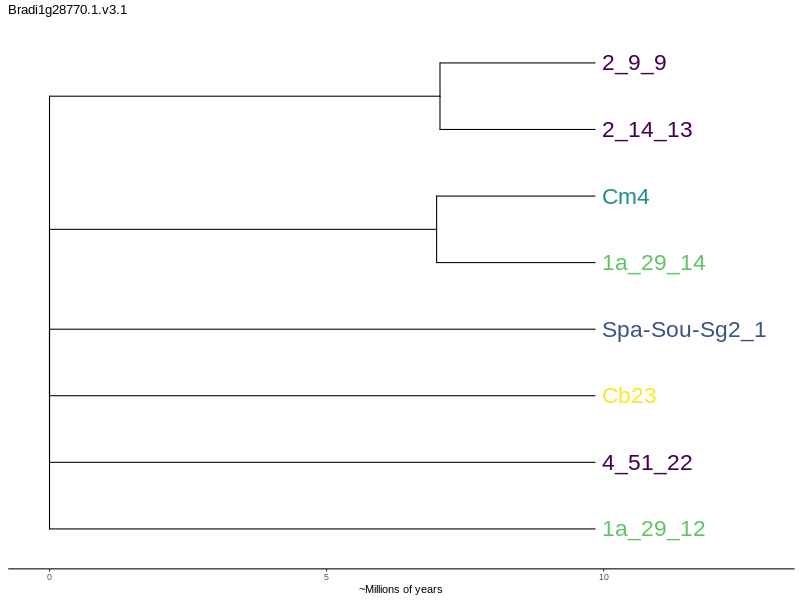 Bradi1g28770.1.v3.1
2_9_9
2_14_13
Cm4
1a_29_14
Spa-Sou-Sg2_1
Cb23
4_51_22
1a_29_12
0 5 10
~Millions of years